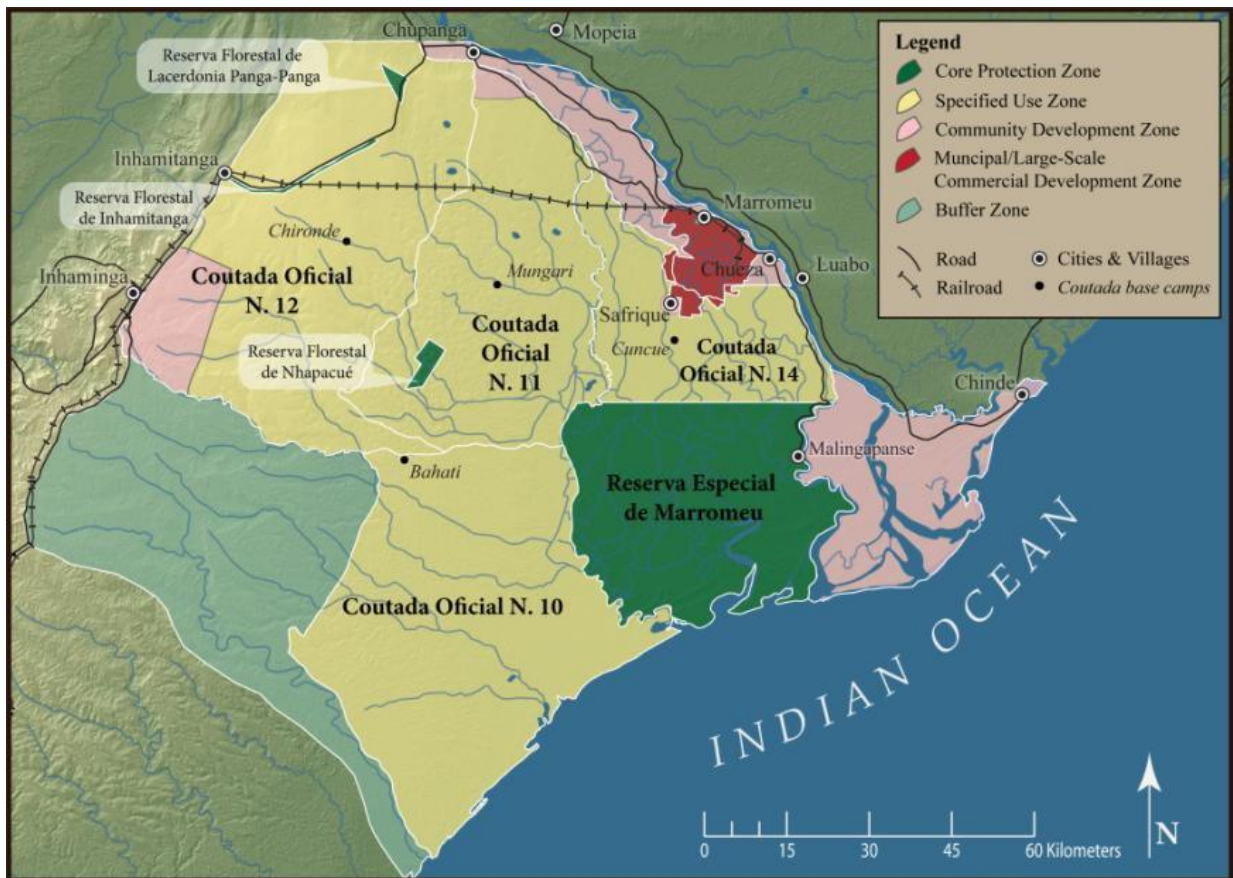 Chupanga
Mopeia
Reserva Florestal de
Lacerdonia Panga-Panga
Inhamitanga
Reserva Florestal
de Inhamitanga
Chironde
Marromeu
Inhaminga
Coutada Oficial
N. 12
Mungari
Chueza
Luabo
Safrique
Coutada
Oficial
N. 11
Cuncue
Coutada
Oficial N. 14
Reserva Florestal
de Nhapacué
Chinde
Bahati
Malingapanse
Reserva Especial
de Marromeu
Coutada Oficial N. 10
INDIAN OCEAN
Legend
Core Protection Zone
Specified Use Zone
Community Development Zone
Muncipal/Large-Scale
Commercial Development Zone
Buffer Zone
Road
Cities & Villages
Railroad
Coutada base camps
N
0 15 30 45 60 Kilometers